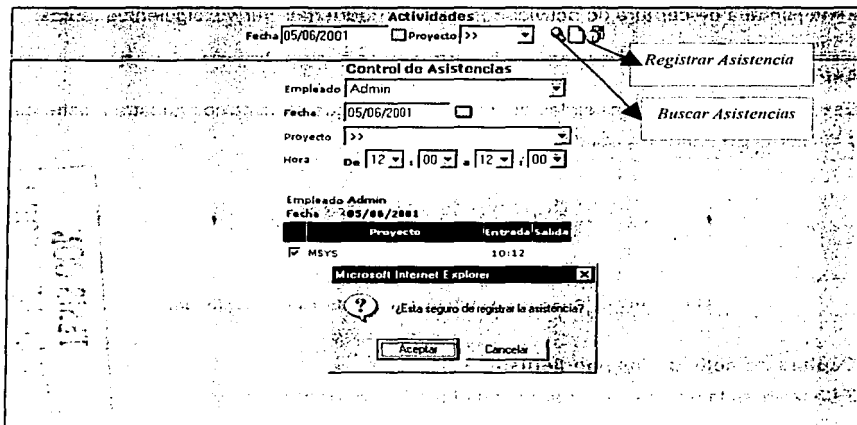 Actividades
Fecha 05/06/2001 Proyecto >>
Registrar Asistencia
Control de Asistencias
Empleado Admin
Buscar Asistencias
Fecha 05/06/2001
Proyecto >>
Hora De 12 : 00 a 12 : 00
Empleado Admin
Fecha 05/06/2001
Proyecto Entrada Salida
MSYS 10:12
Microsoft Internet Explorer
¿Esta seguro de registrar la asistencia?
Aceptar Cancelar